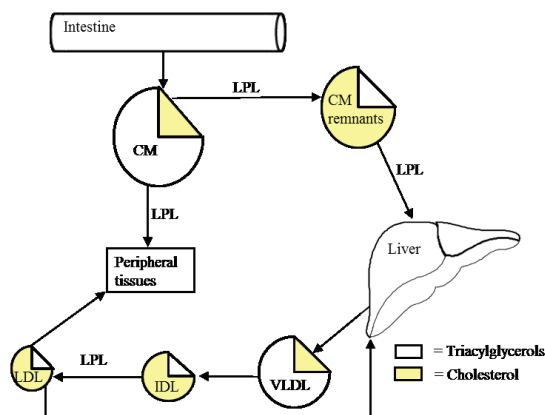 Intestine
LPL
CM
remnants
CM
LPL
LPL
Peripheral
tissues
Liver
= Triacylglycerols
= Cholesterol
LDL
LPL
IDL
VLDL